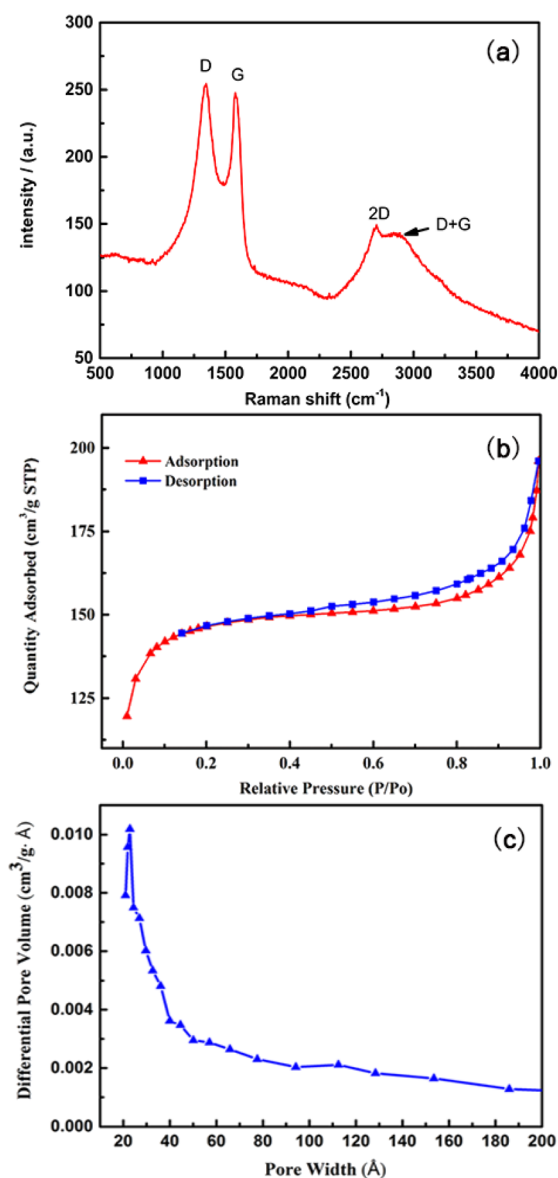 (a)
D
G
2D
D+G
300
250
200
150
100
50
intensity / (a.u.)
500 1000 1500 2000 2500 3000 3500 4000
Raman shift (cm⁻¹)
(b)
Adsorption
Desorption
200
175
150
125
Quantity Adsorbed (cm³/g STP)
0.0 0.2 0.4 0.6 0.8 1.0
Relative Pressure (P/Po)
(c)
0.010
0.008
0.006
0.004
0.002
0.000
Differential Pore Volume (cm³/g· Å)
20 40 60 80 100 120 140 160 180 200
Pore Width (Å)